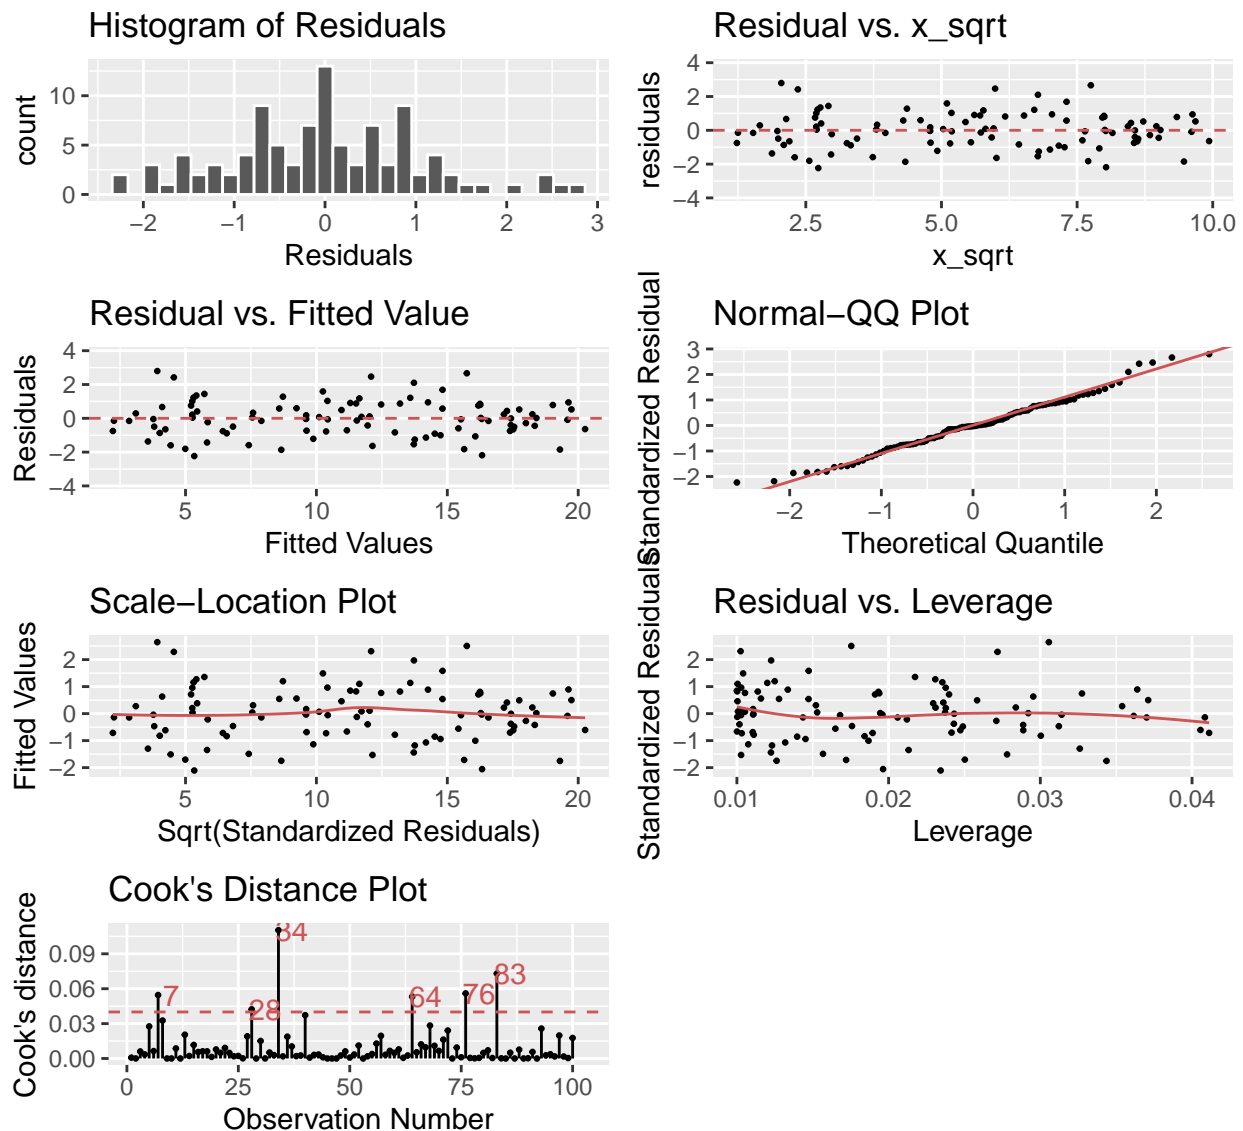 Histogram of Residuals
count
10
5
0
−2 −1 0 1 2 3
Residuals
Residual vs. x_sqrt
residuals
4
2
0
−2
−4
2.5 5.0 7.5 10.0
x_sqrt
Residual vs. Fitted Value
Residuals
4
2
0
−2
−4
5 10 15 20
Fitted Values
Normal−QQ Plot
Standardized Residual
3
2
1
0
−1
−2
−2 −1 0 1 2
Theoretical Quantile
Scale−Location Plot
Fitted Values
2
1
0
−1
−2
5 10 15 20
Sqrt(Standardized Residuals)
Residual vs. Leverage
Standardized Residuals
2
1
0
−1
−2
0.01 0.02 0.03 0.04
Leverage
Cook's Distance Plot
Cook's distance
0.09
0.06
0.03
0.00
7
28
34
64
76
83
0 25 50 75 100
Observation Number